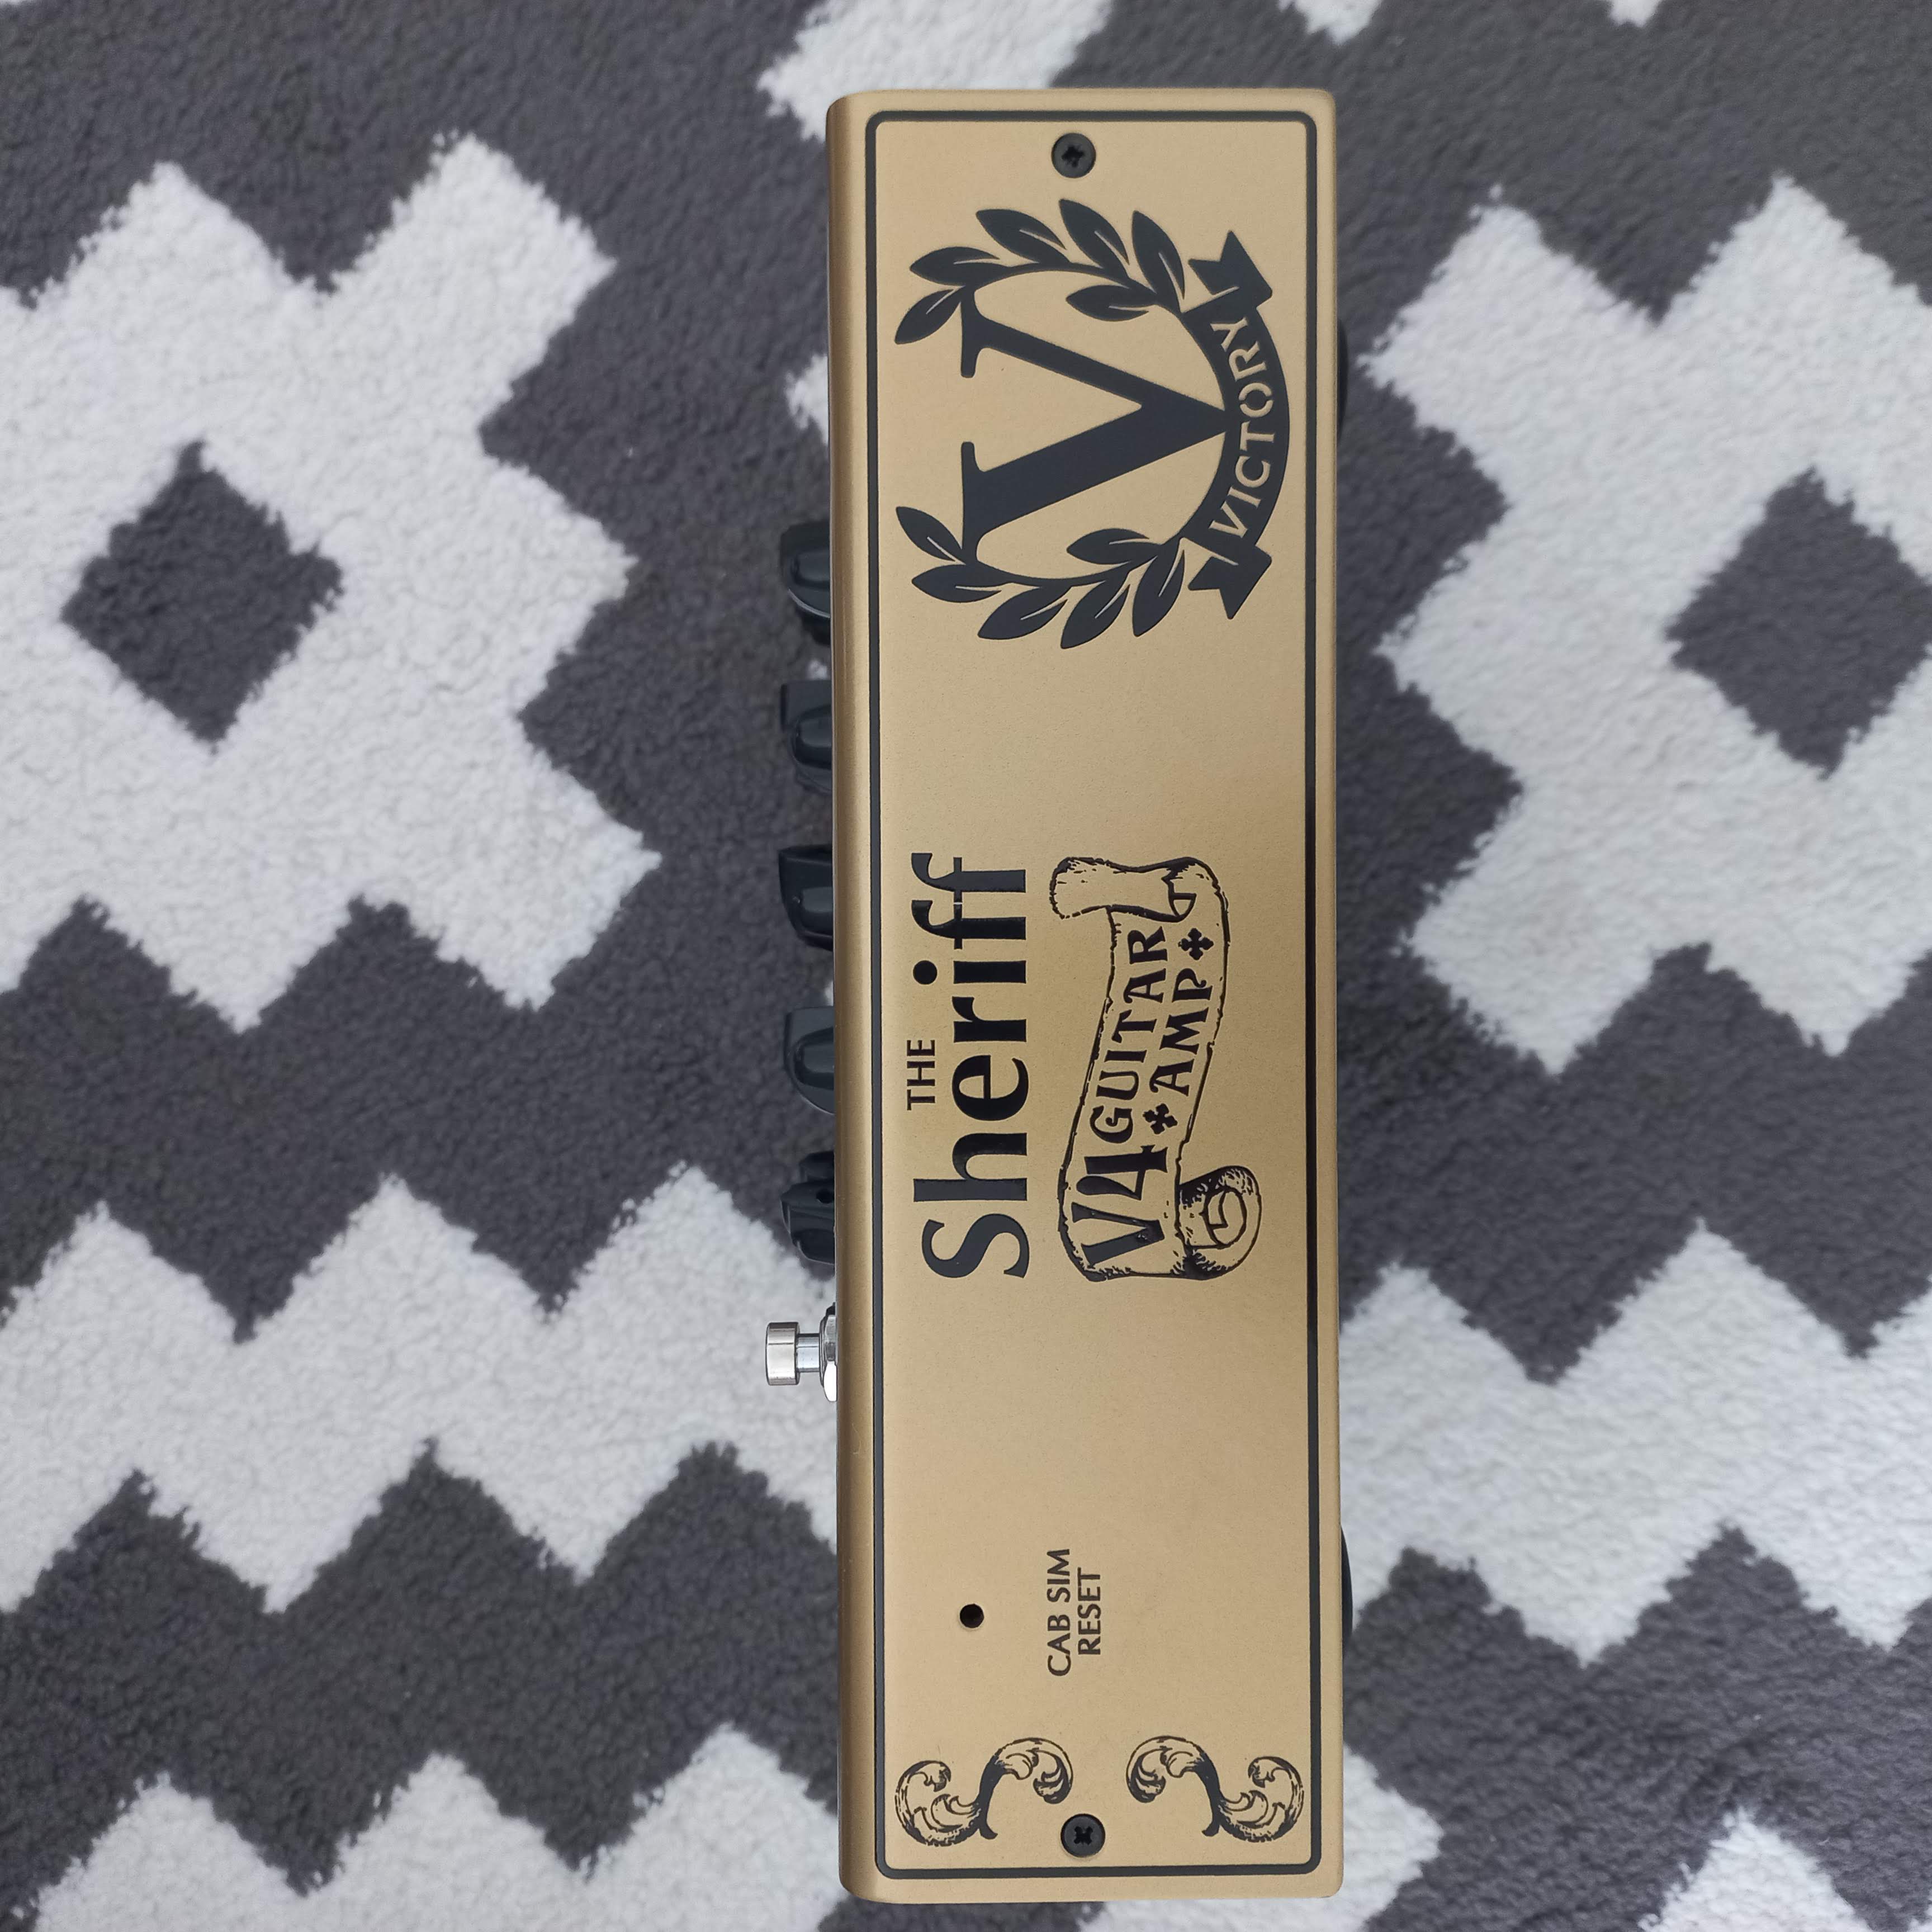 CAB SIM
RESET
THE
Sheriff
V4 GUITAR
AMP
V
VICTORY